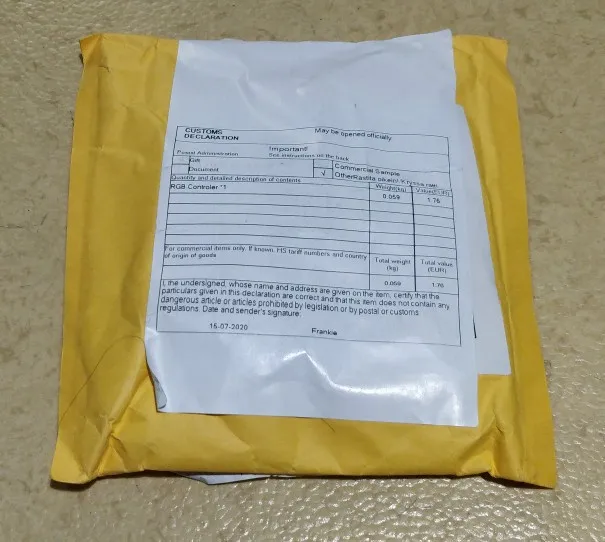 CUSTOMS
DECLARATION
May be opened officially
Postal Administration
Important!
See instructions on the back
Gift
Document
√
Commercial Sample
Other
Quantity and detailed description of contents
Weight(kg)
Value(EUR)
RGB Controler *1
0.059
1.76
For commercial items only. If known, HS tariff numbers and country
of origin of goods
Total weight
(kg)
Total value
(EUR)
0.059
1.76
I, the undersigned, whose name and address are given on the item, certify that the
particulars given in this declaration are correct and that this item does not contain any
dangerous article or articles prohibited by legislation or by postal or customs
regulations. Date and sender's signature:
15-07-2020
Frankie